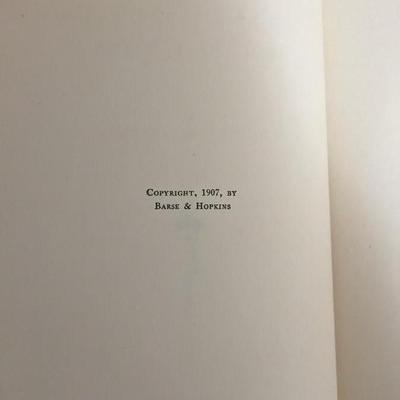 Copyright, 1907, by
Barse & Hopkins